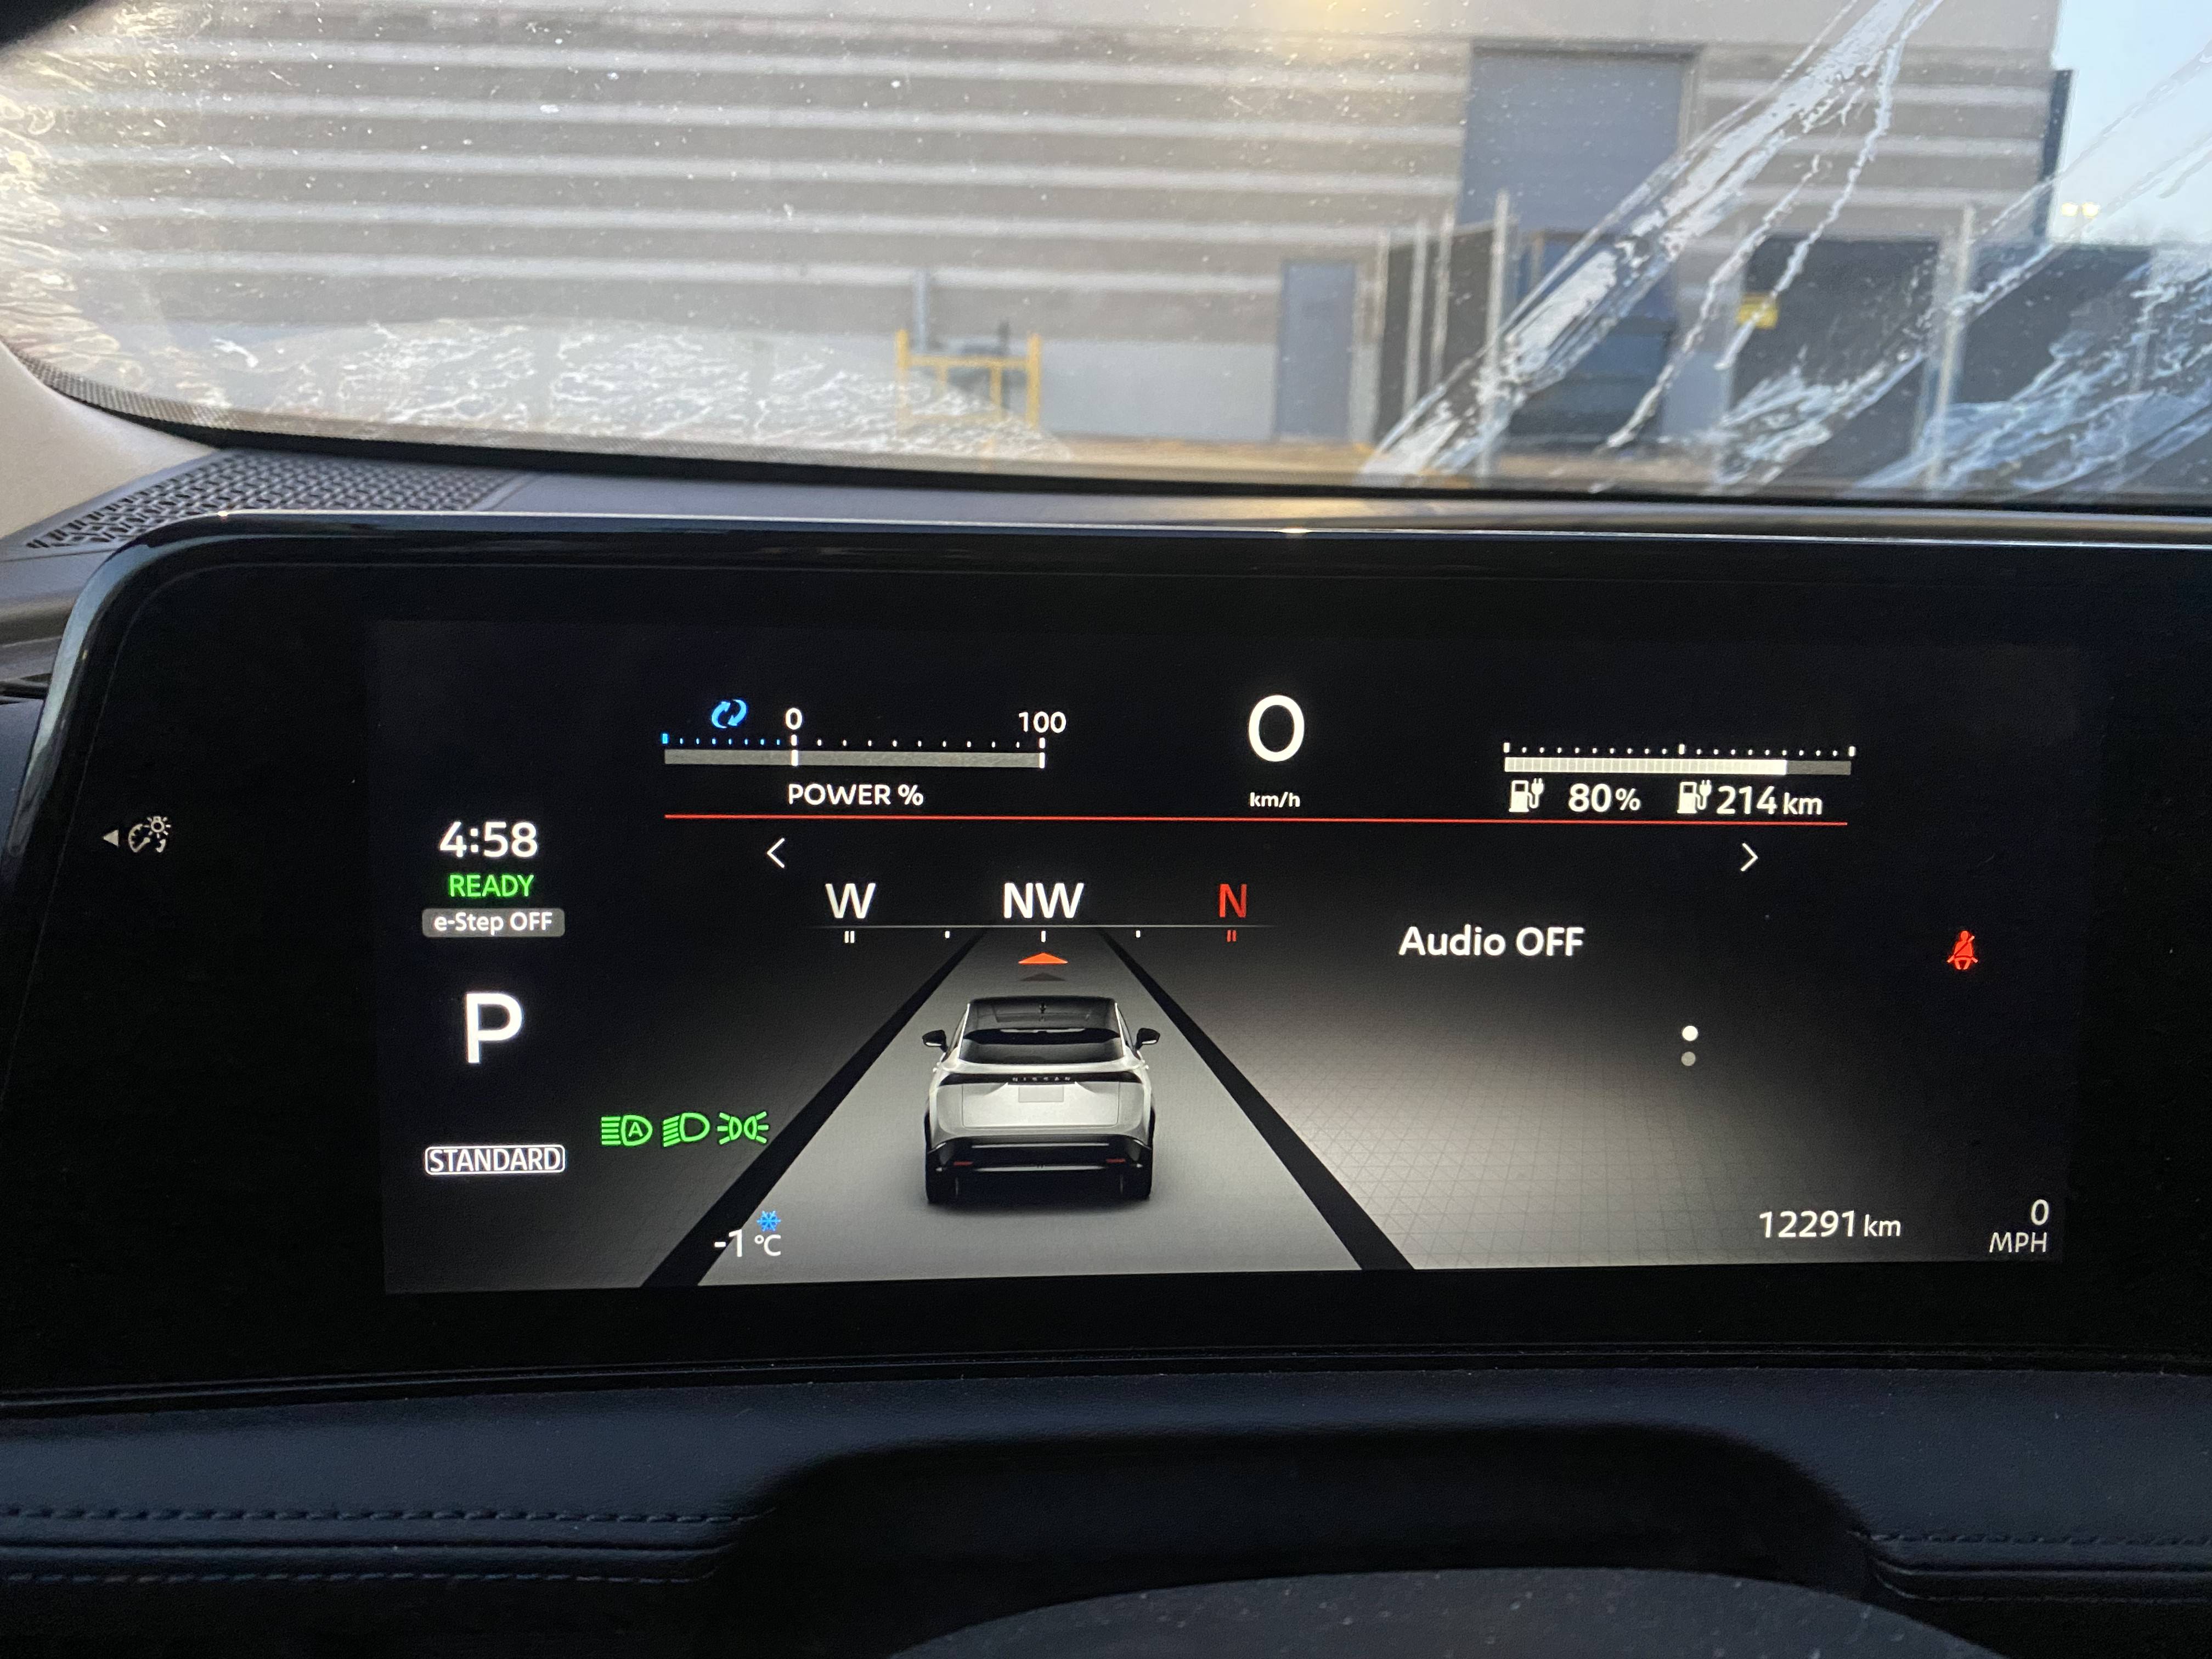 0 100
POWER %
0
km/h
80% 214 km
4:58
READY
e-Step OFF
P
STANDARD
W NW N
Audio OFF
A
NISSAN
-1 °C
12291 km
0
MPH